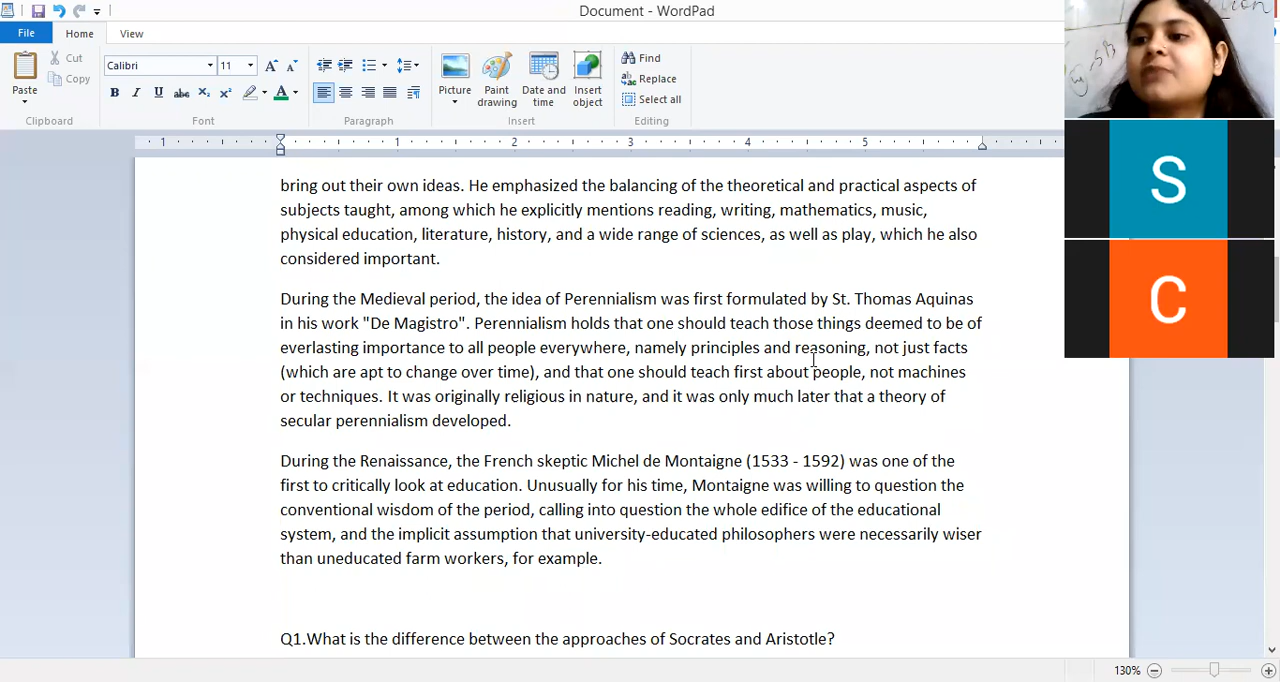 Document - WordPad
File Home View
Cut
Copy
Paste
Clipboard
Calibri 11
B I U abc X₂ X² A
Font
Paragraph
Picture
Paint drawing
Date and time
Insert object
Insert
Find
Replace
Select all
Editing
1 1 2 3 4 5
bring out their own ideas. He emphasized the balancing of the theoretical and practical aspects of
subjects taught, among which he explicitly mentions reading, writing, mathematics, music,
physical education, literature, history, and a wide range of sciences, as well as play, which he also
considered important.
During the Medieval period, the idea of Perennialism was first formulated by St. Thomas Aquinas
in his work "De Magistro". Perennialism holds that one should teach those things deemed to be of
everlasting importance to all people everywhere, namely principles and reasoning, not just facts
(which are apt to change over time), and that one should teach first about people, not machines
or techniques. It was originally religious in nature, and it was only much later that a theory of
secular perennialism developed.
During the Renaissance, the French skeptic Michel de Montaigne (1533 - 1592) was one of the
first to critically look at education. Unusually for his time, Montaigne was willing to question the
conventional wisdom of the period, calling into question the whole edifice of the educational
system, and the implicit assumption that university-educated philosophers were necessarily wiser
than uneducated farm workers, for example.
Q1.What is the difference between the approaches of Socrates and Aristotle?
S
C
130%